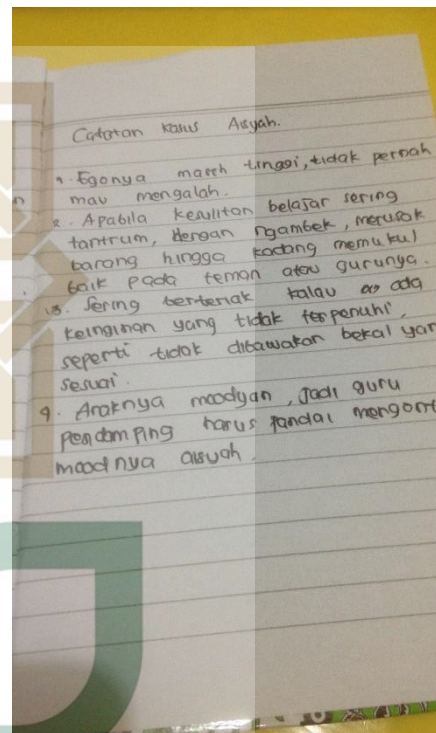 Catatan kasus Aisyah.
1. Egonya masih tinggi, tidak pernah
mau mengalah.
2. Apabila kesulitan belajar sering
tantrum, dengan ngambek, merusak
barang hingga kadang memukul
baik pada teman atau gurunya.
3. Sering berteriak kalau ada
keinginan yang tidak terpenuhi,
seperti tidak dibawakan bekal yan
sesuai.
4. Anaknya moodyan, jadi guru
pendamping harus pandai mengont
moodnya aisyah.